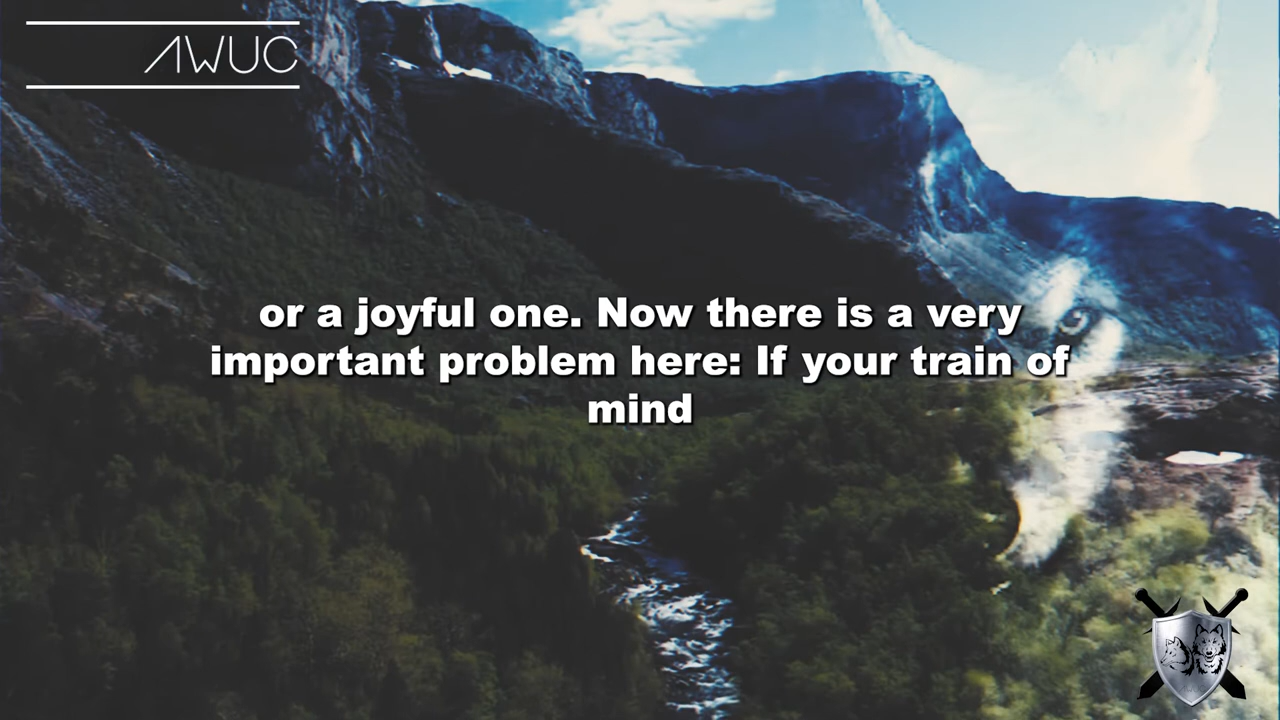 AWUC
or a joyful one. Now there is a very
important problem here: If your train of
mind